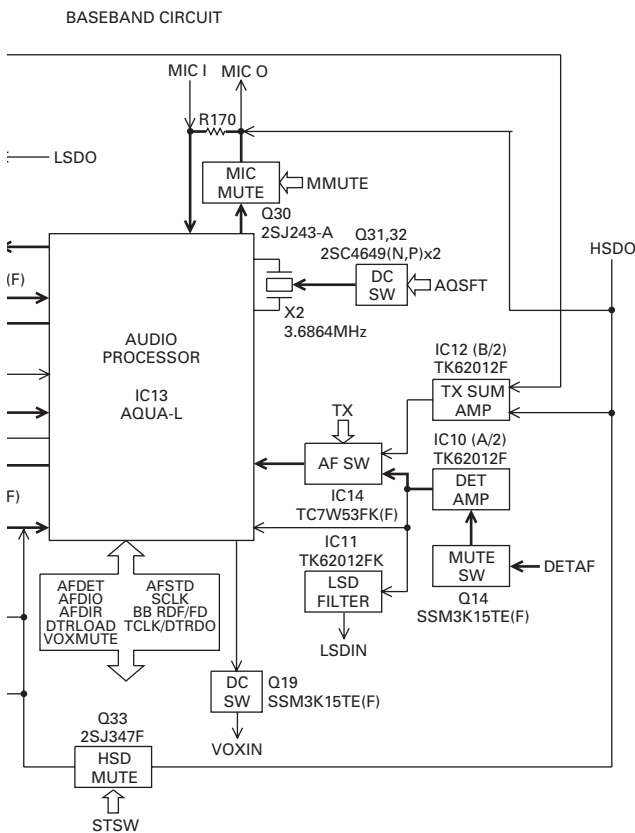 BASEBAND CIRCUIT
MIC I
MIC O
R170
LSDO
MIC
MUTE
MMUTE
Q30
2SJ243-A
Q31,32
2SC4649(N,P)x2
HSDO
(F)
DC
SW
AQSFT
X2
3.6864MHz
AUDIO
PROCESSOR
IC13
AQUA-L
IC12 (B/2)
TK62012F
TX SUM
AMP
TX
IC10 (A/2)
TK62012F
AF SW
DET
AMP
F)
IC14
TC7W53FK(F)
IC11
TK62012FK
MUTE
SW
DETAF
LSD
FILTER
Q14
SSM3K15TE(F)
LSDIN
AFDET
AFDIO
AFDIR
DTRLOAD
VOXMUTE
AFSTD
SCLK
BB RDF/FD
TCLK/DTRDO
DC
SW
Q19
SSM3K15TE(F)
VOXIN
Q33
2SJ347F
HSD
MUTE
STSW